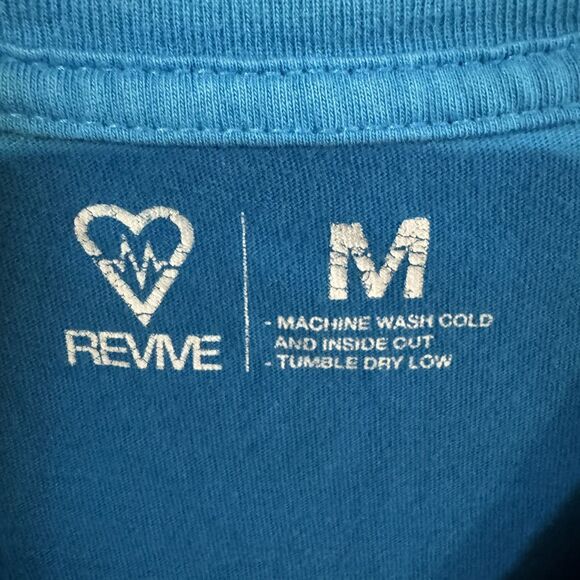 REVIVE
M
- MACHINE WASH COLD
AND INSIDE OUT
- TUMBLE DRY LOW